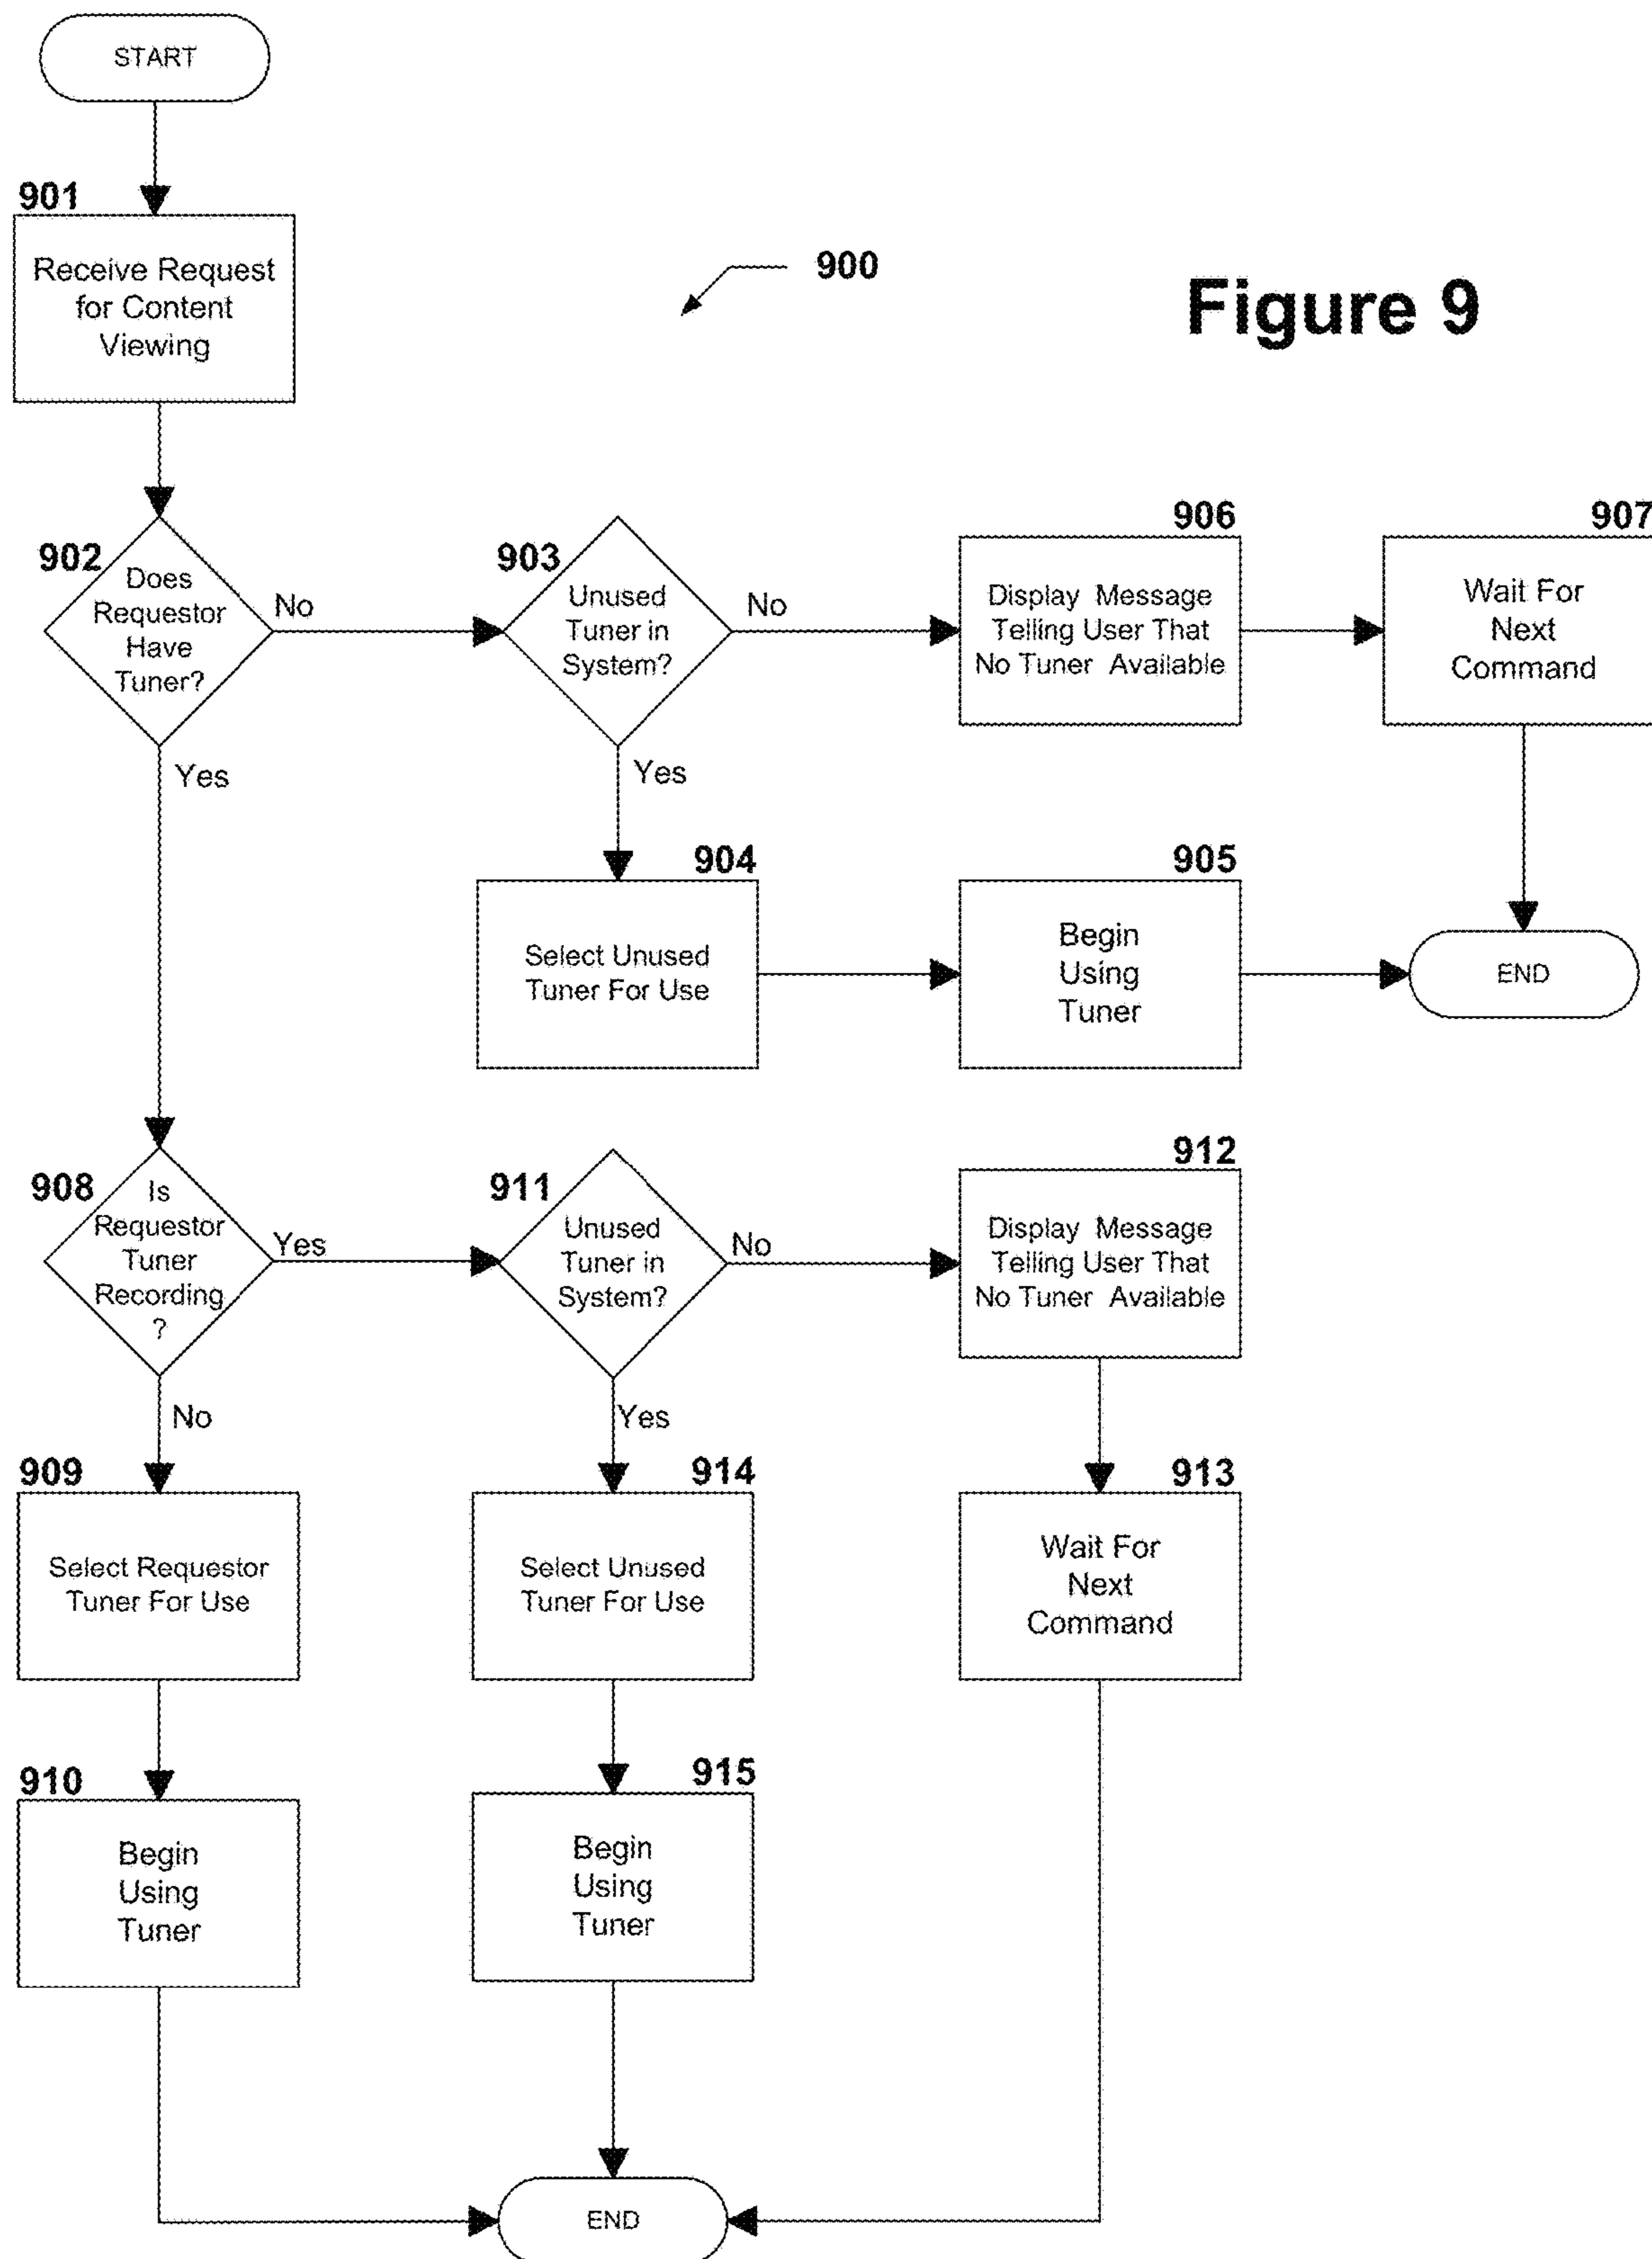 START
901
Receive Request
for Content
Viewing
900
Figure 9
902
Does
Requestor
Have
Tuner?
No
Yes
903
Unused
Tuner in
System?
No
Yes
906
Display Message
Telling User That
No Tuner Available
907
Wait For
Next
Command
904
Select Unused
Tuner For Use
905
Begin
Using
Tuner
END
908
Is
Requestor
Tuner
Recording
?
Yes
No
911
Unused
Tuner in
System?
No
Yes
912
Display Message
Telling User That
No Tuner Available
909
Select Requestor
Tuner For Use
914
Select Unused
Tuner For Use
913
Wait For
Next
Command
910
Begin
Using
Tuner
915
Begin
Using
Tuner
END